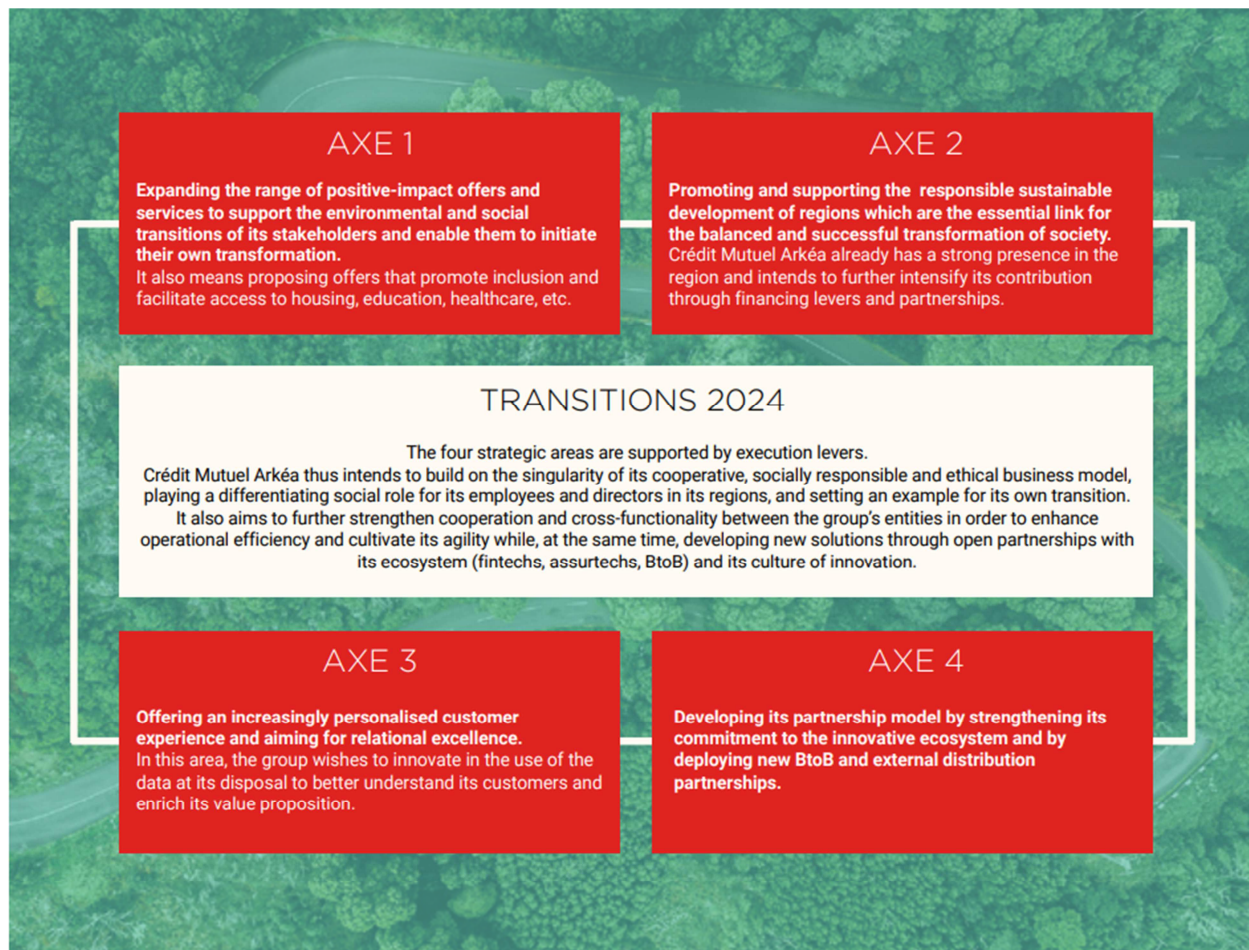 AXE 1
Expanding the range of positive-impact offers and
services to support the environmental and social
transitions of its stakeholders and enable them to initiate
their own transformation.
It also means proposing offers that promote inclusion and
facilitate access to housing, education, healthcare, etc.
AXE 2
Promoting and supporting the responsible sustainable
development of regions which are the essential link for
the balanced and successful transformation of society.
Crédit Mutuel Arkéa already has a strong presence in the
region and intends to further intensify its contribution
through financing levers and partnerships.
TRANSITIONS 2024
The four strategic areas are supported by execution levers.
Crédit Mutuel Arkéa thus intends to build on the singularity of its cooperative, socially responsible and ethical business model,
playing a differentiating social role for its employees and directors in its regions, and setting an example for its own transition.
It also aims to further strengthen cooperation and cross-functionality between the group's entities in order to enhance
operational efficiency and cultivate its agility while, at the same time, developing new solutions through open partnerships with
its ecosystem (fintechs, assurtechs, BtoB) and its culture of innovation.
AXE 3
Offering an increasingly personalised customer
experience and aiming for relational excellence.
In this area, the group wishes to innovate in the use of the
data at its disposal to better understand its customers and
enrich its value proposition.
AXE 4
Developing its partnership model by strengthening its
commitment to the innovative ecosystem and by
deploying new BtoB and external distribution
partnerships.